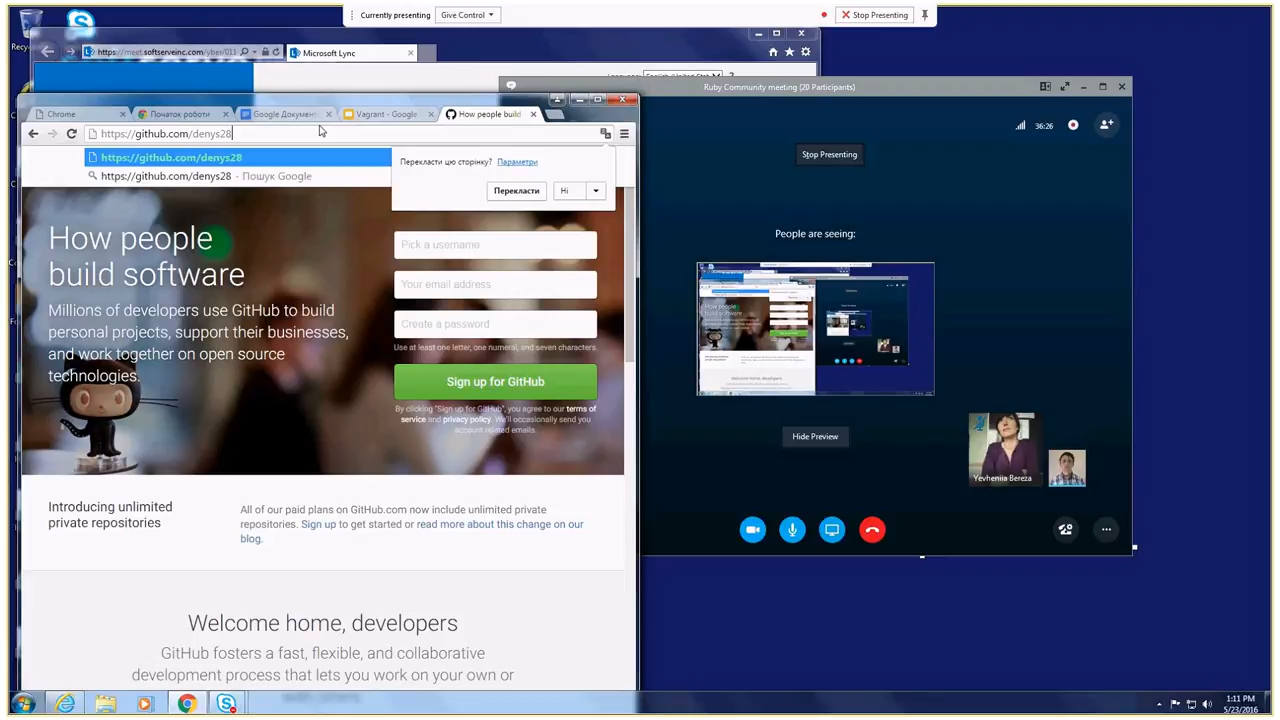 Currently presenting
Give Control
Stop Presenting
https://meet.softserveinc.com/yber/011
Microsoft Lync
Ruby Community meeting (20 Participants)
Chrome
Початок роботи
Google Докумен
Vagrant - Google
How people build
https://github.com/denys28
https://github.com/denys28
https://github.com/denys28 - Пошук Google
Перекласти цю сторінку? Параметри
Перекласти
Ні
36:26
Stop Presenting
People are seeing:
How people
build software
Millions of developers use GitHub to build
personal projects, support their businesses,
and work together on open source
technologies.
Pick a username
Your email address
Create a password
Use at least one letter, one numeral, and seven characters.
Sign up for GitHub
By clicking "Sign up for GitHub", you agree to our terms of
service and privacy policy. We'll occasionally send you
account related emails.
Hide Preview
Yevheniia Bereza
Introducing unlimited
private repositories
All of our paid plans on GitHub.com now include unlimited private
repositories. Sign up to get started or read more about this change on our
blog.
Welcome home, developers
GitHub fosters a fast, flexible, and collaborative
development process that lets you work on your own or
1:11 PM
5/23/2016